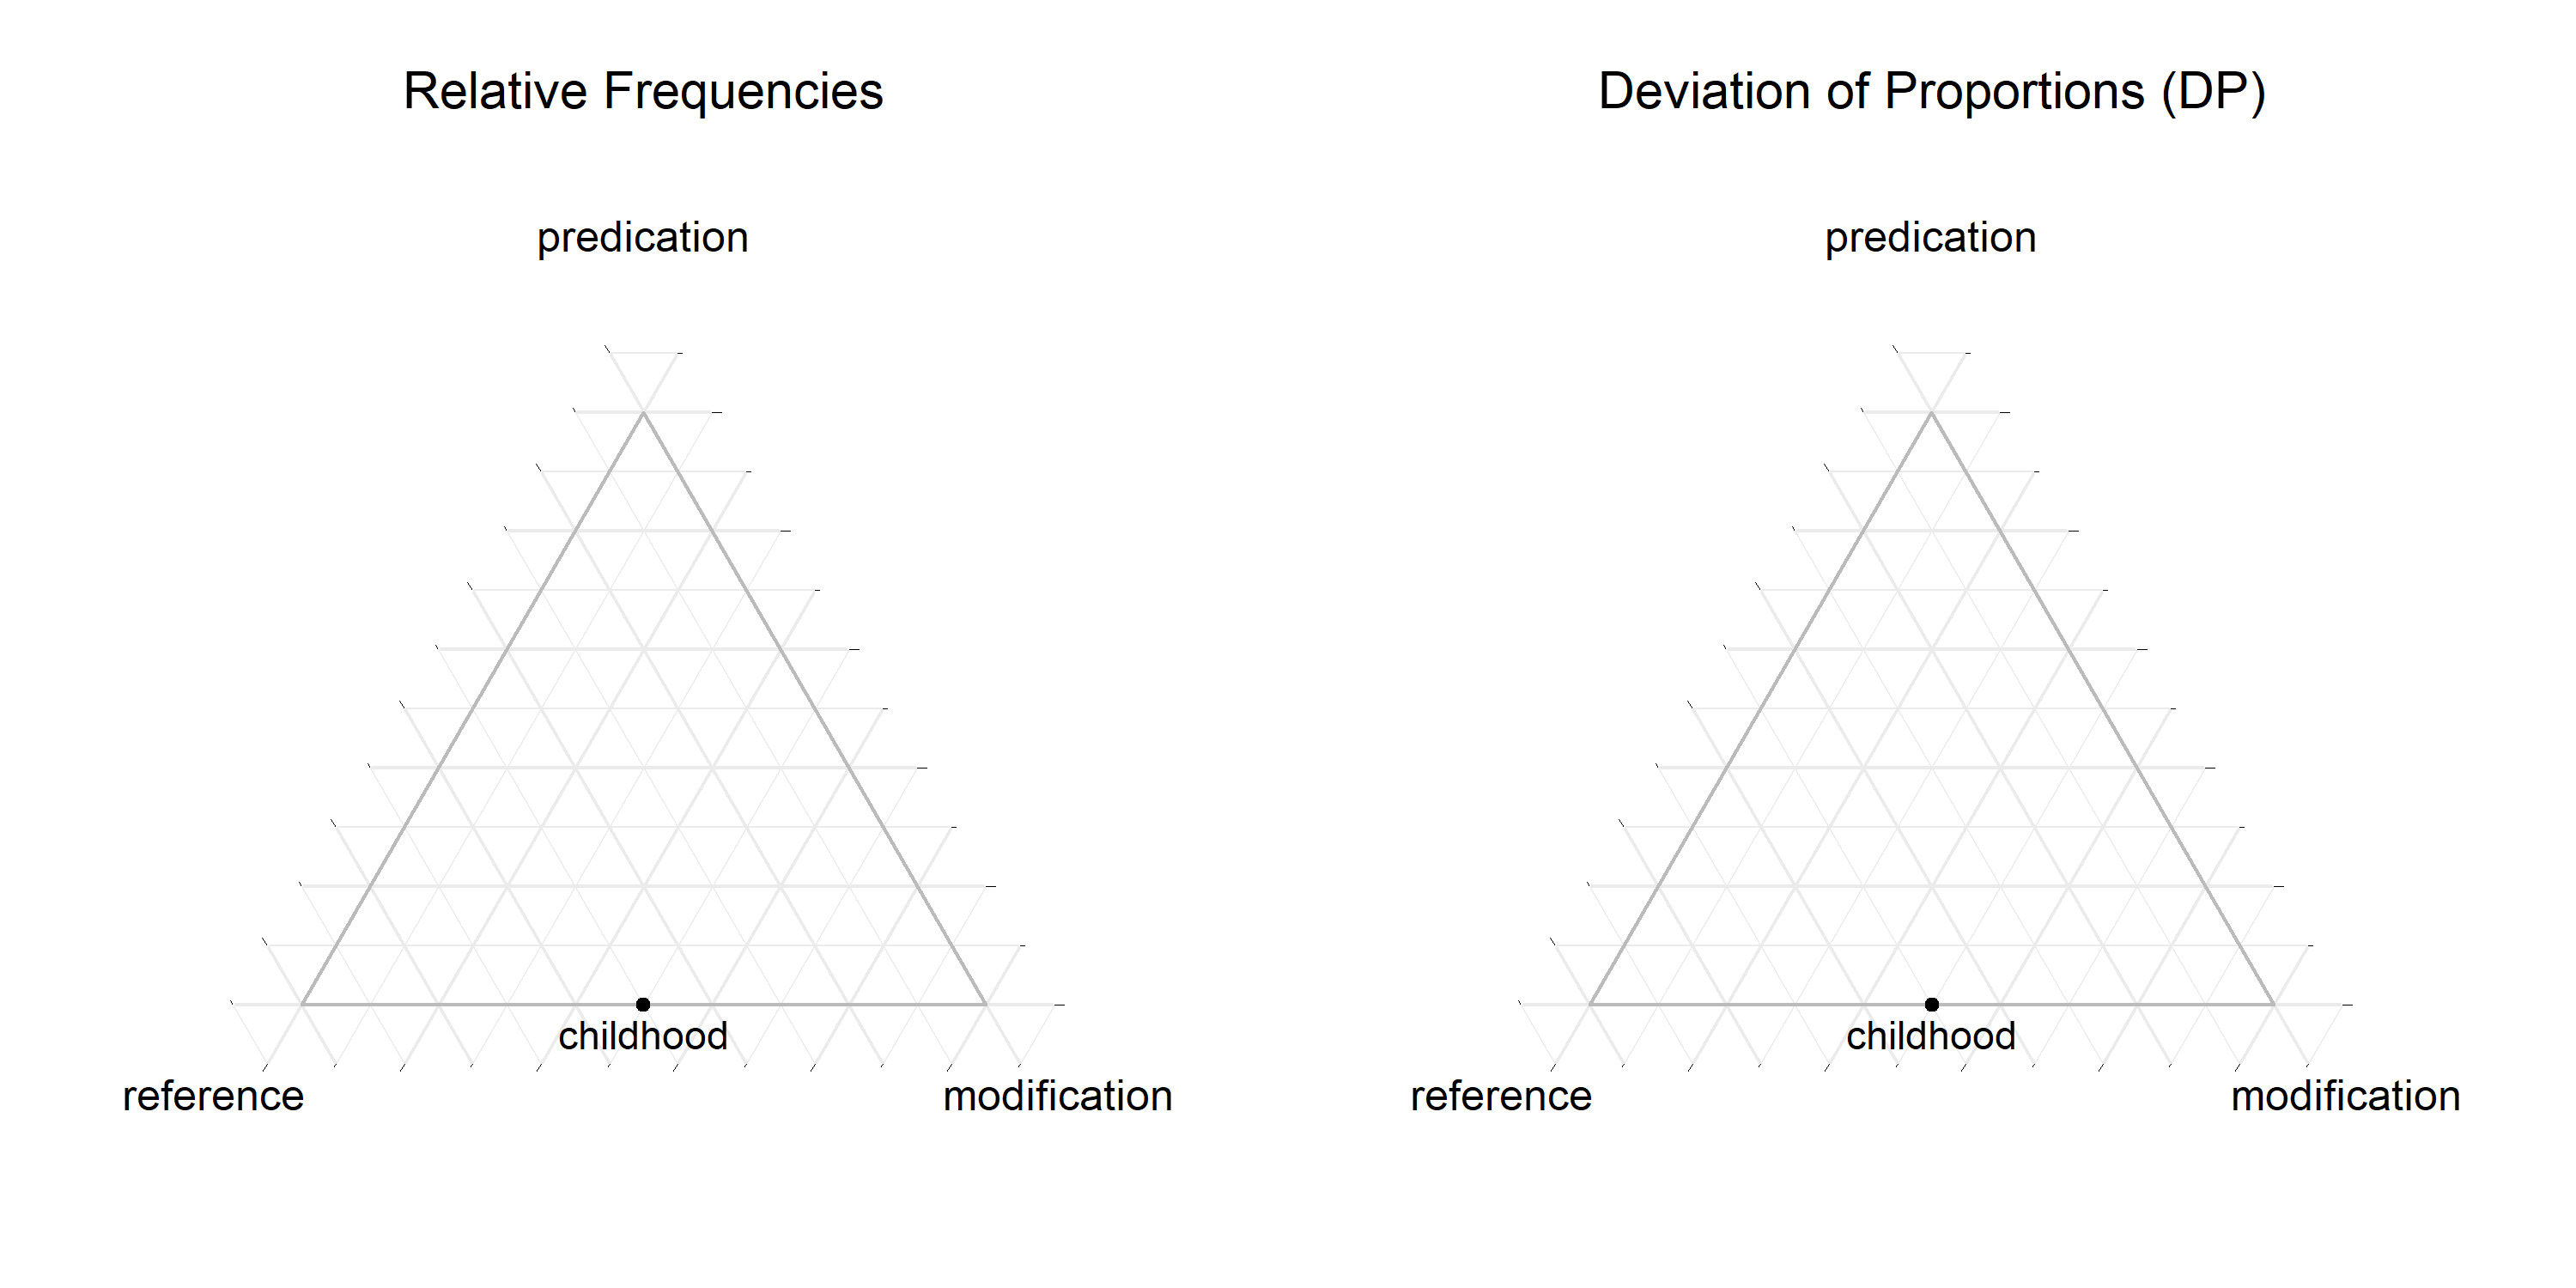 Relative Frequencies
predication
childhood
reference
modification
Deviation of Proportions (DP)
predication
childhood
reference
modification